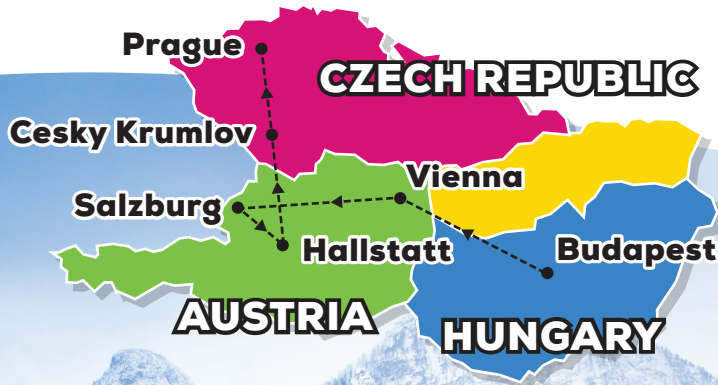 Prague
CZECH REPUBLIC
Cesky Krumlov
Vienna
Salzburg
Hallstatt
Budapest
AUSTRIA
HUNGARY